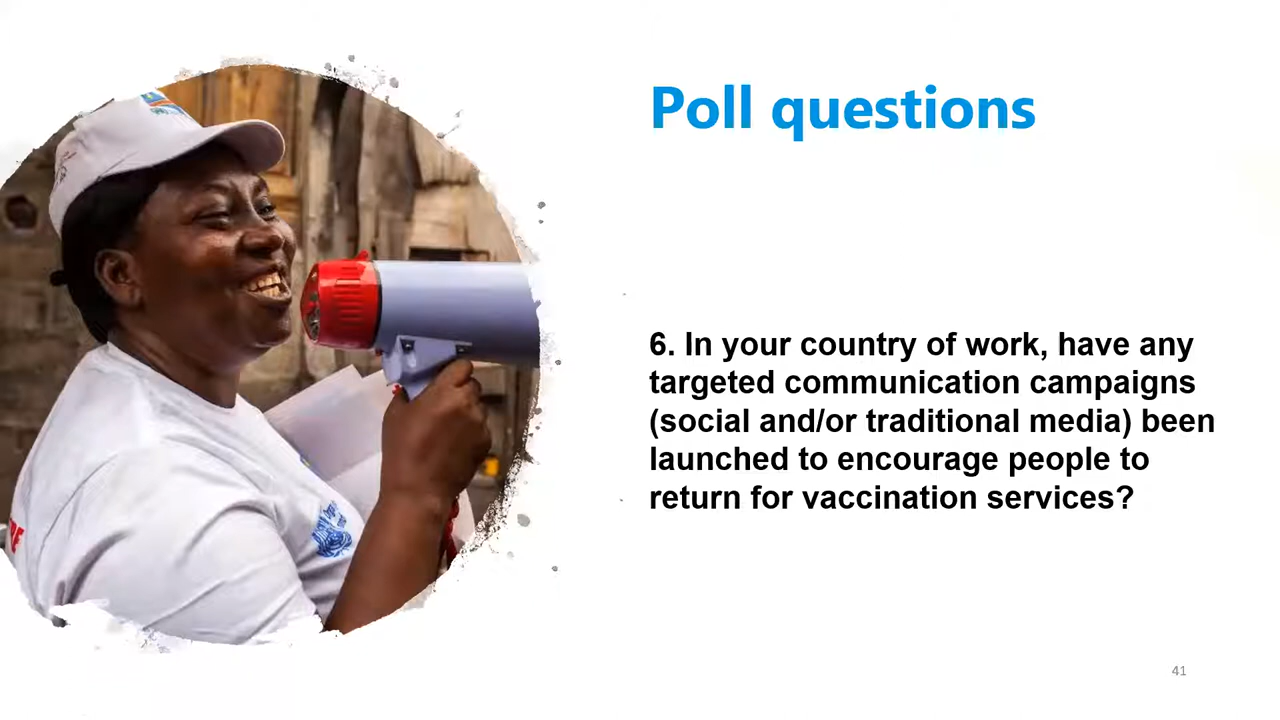 Poll questions
6. In your country of work, have any
targeted communication campaigns
(social and/or traditional media) been
launched to encourage people to
return for vaccination services?
41